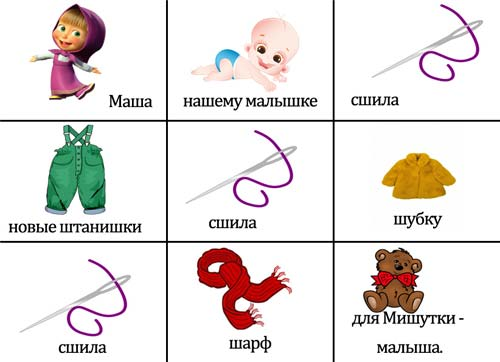 Маша
нашему малышке
сшила
новые штанишки
сшила
шубку
сшила
шарф
для Мишутки -
малыша.